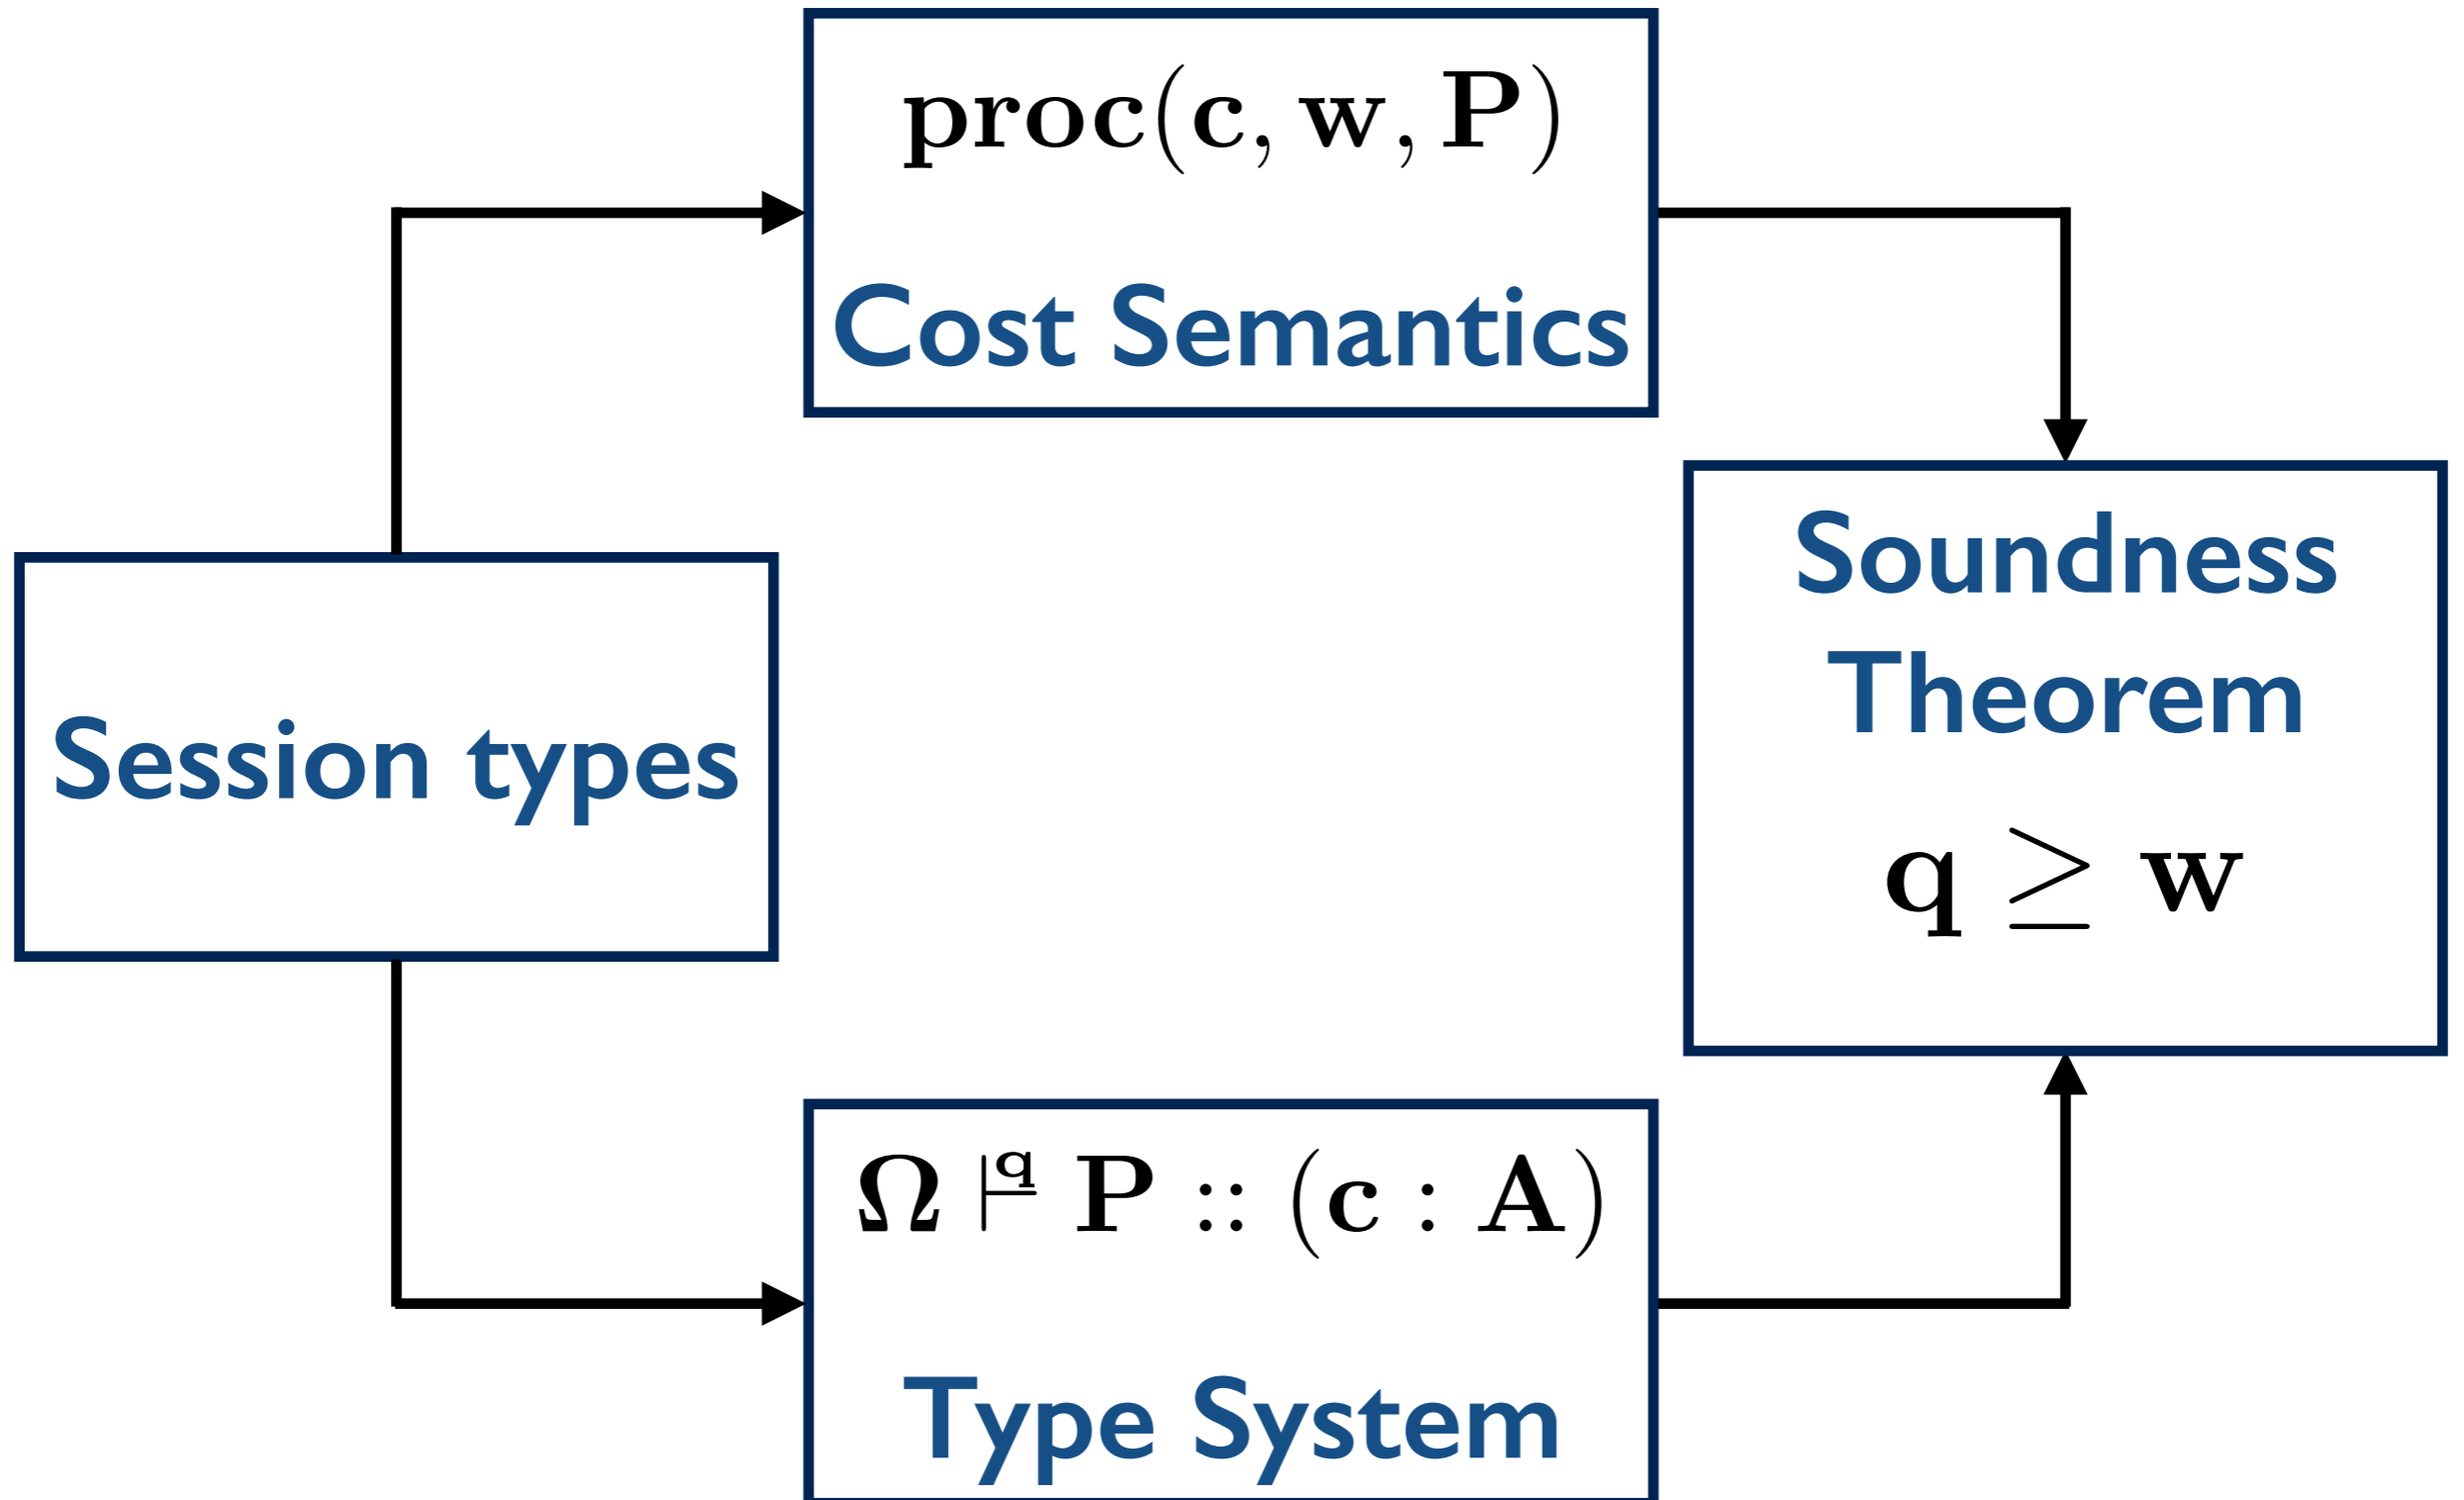 proc(c, w, P)
Cost Semantics
Session types
Soundness
Theorem
q ≥ w
Ω ⊢^q P :: (c : A)
Type System